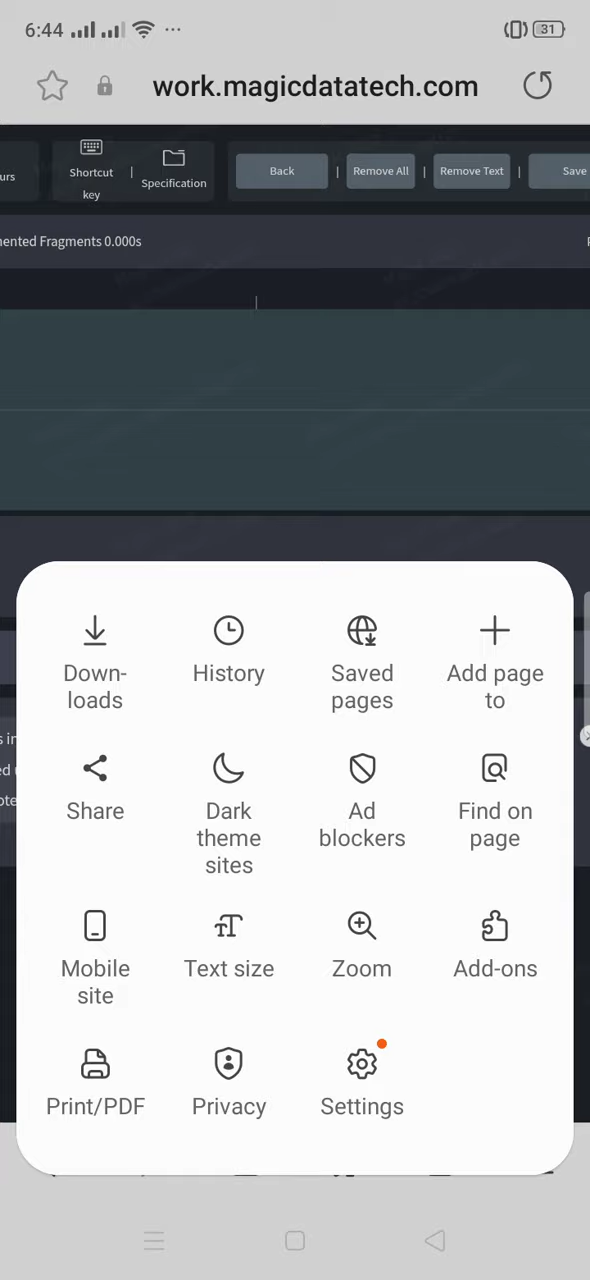 6:44
31
work.magicdatatech.com
urs
Shortcut
key
|
Specification
Back
|
Remove All
|
Remove Text
|
Save
ented Fragments 0.000s
Down-
loads
History
Saved
pages
Add page
to
Share
Dark
theme
sites
Ad
blockers
Find on
page
Mobile
site
Text size
Zoom
Add-ons
Print/PDF
Privacy
Settings